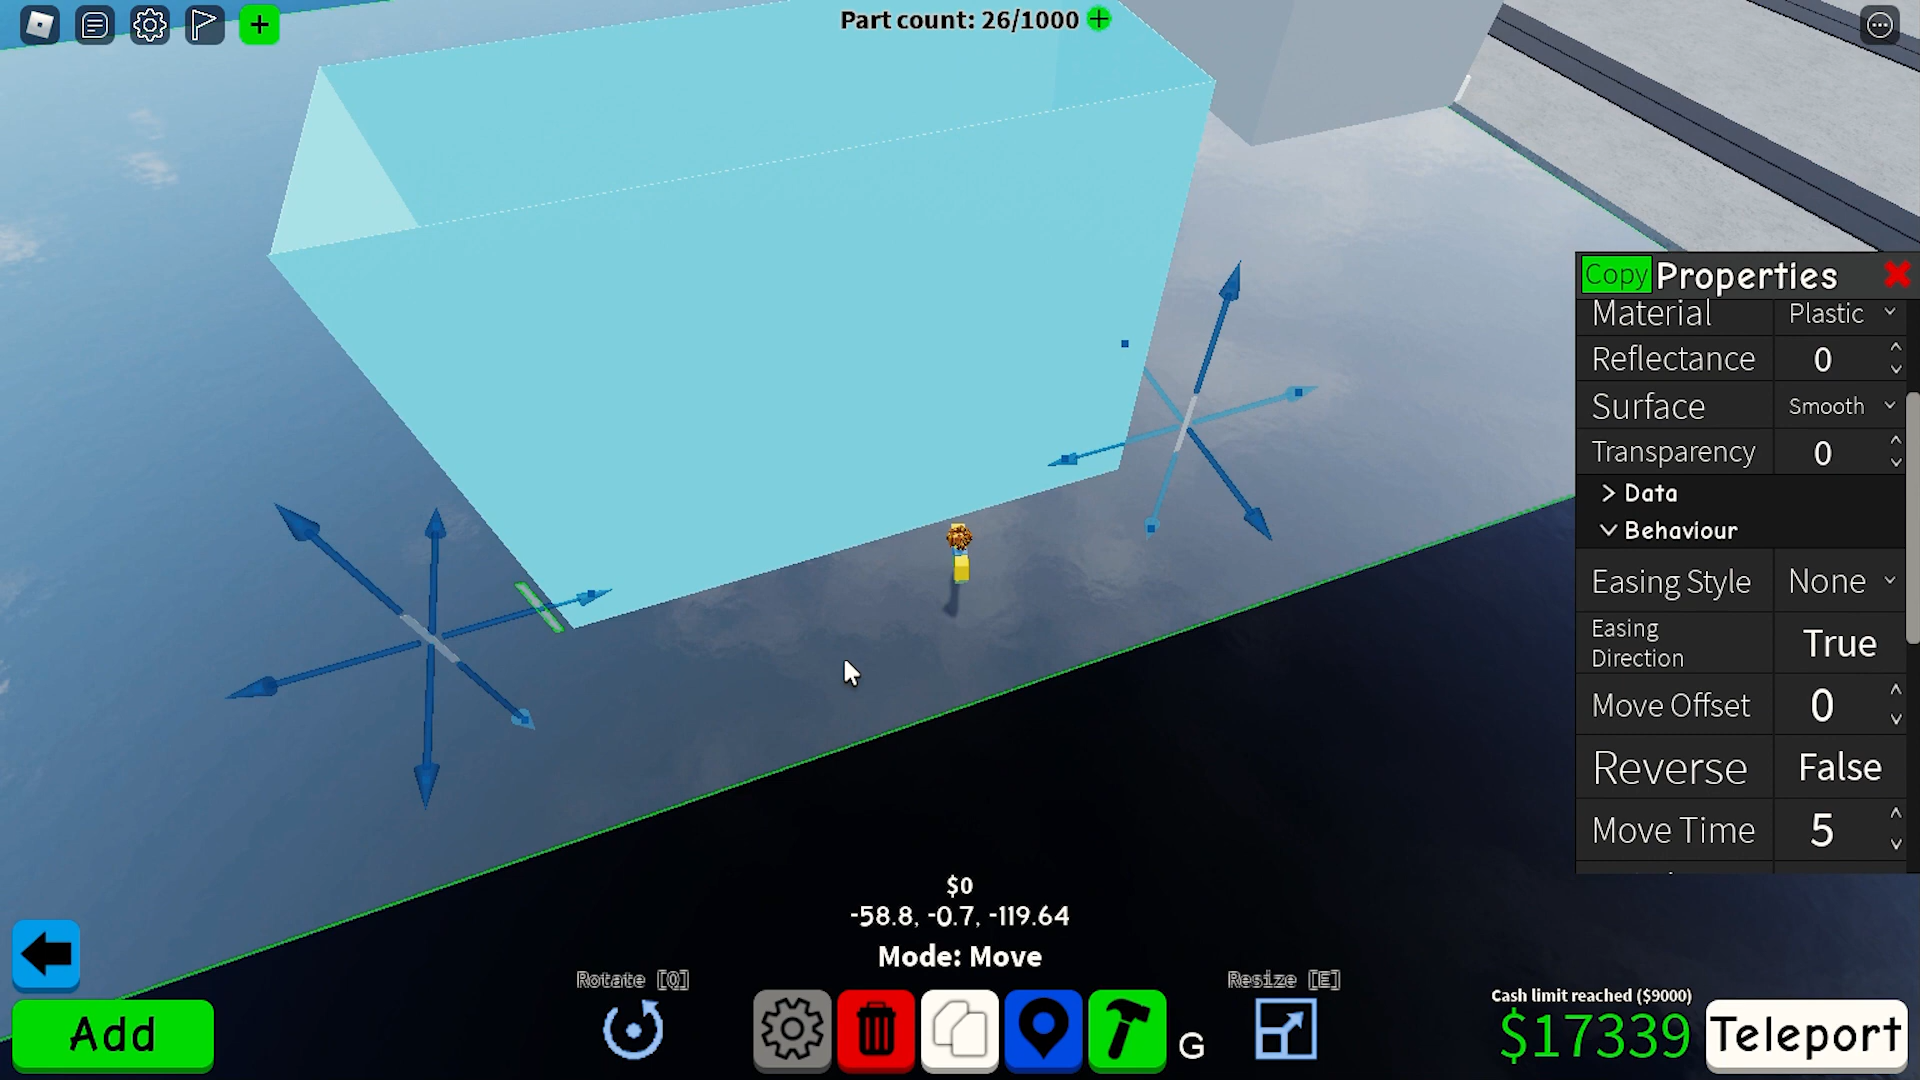 Part count: 26/1000
Copy Properties
Material Plastic
Reflectance 0
Surface Smooth
Transparency 0
Data
Behaviour
Easing Style None
Easing
Direction True
Move Offset 0
Reverse False
Move Time 5
$0
-58.8, -0.7, -119.64
Mode: Move
Rotate [Q]
Resize [E]
G
Add
Cash limit reached ($9000)
$17339
Teleport